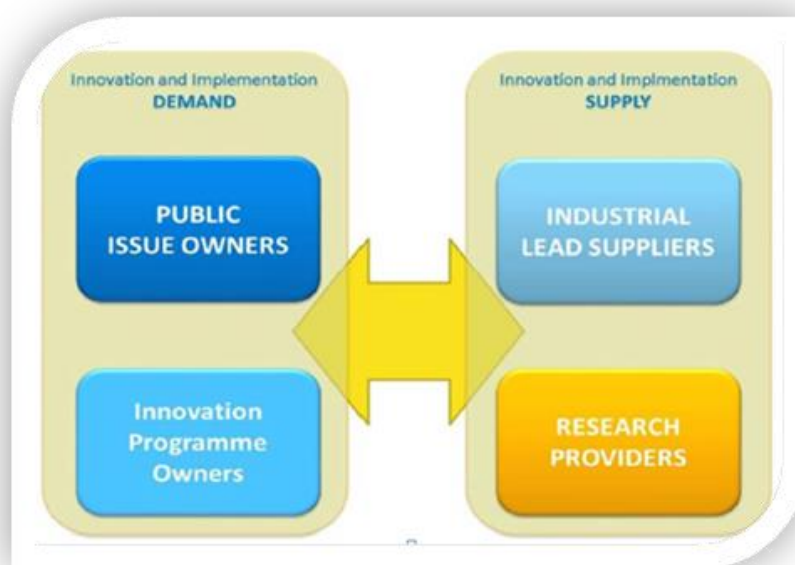 Innovation and Implementation
DEMAND
PUBLIC
ISSUE OWNERS
Innovation
Programme
Owners
Innovation and Implmentation
SUPPLY
INDUSTRIAL
LEAD SUPPLIERS
RESEARCH
PROVIDERS